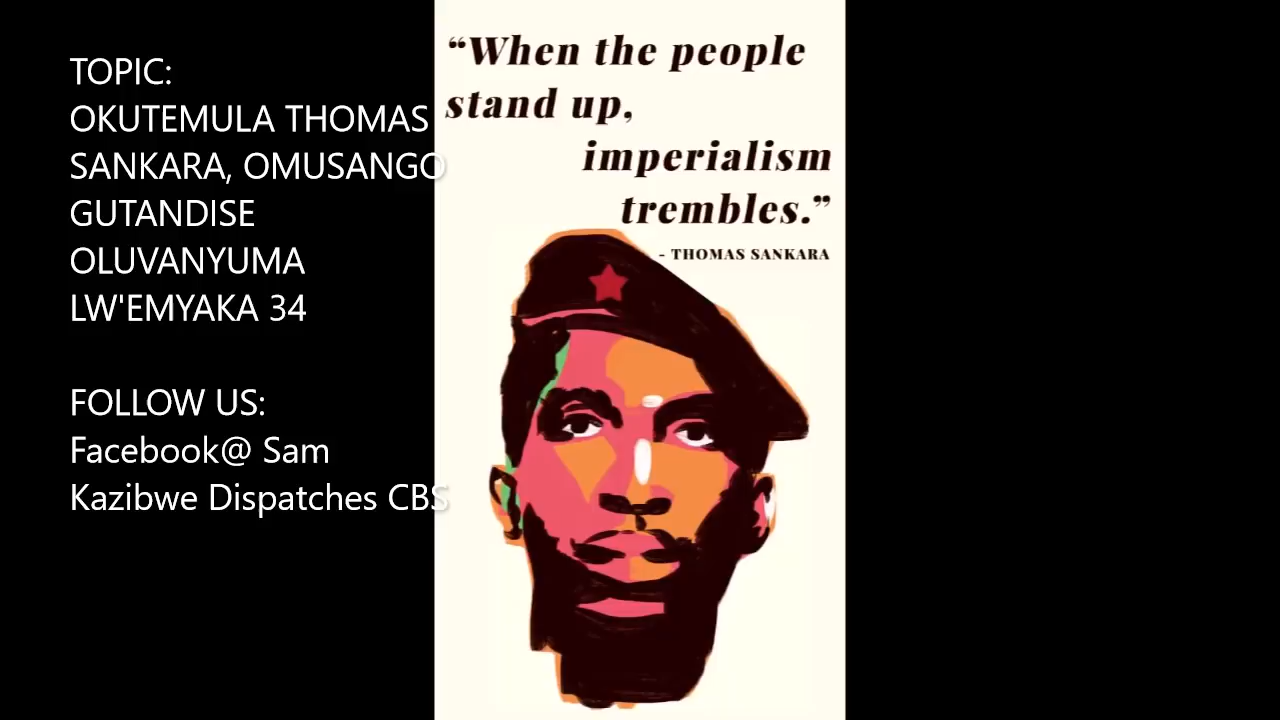 TOPIC:
OKUTEMULA THOMAS
SANKARA, OMUSANGO
GUTANDISE
OLUVANYUMA
LW'EMYAKA 34
FOLLOW US:
Facebook@ Sam
Kazibwe Dispatches CBS
“When the people
stand up,
imperialism
trembles.”
- THOMAS SANKARA